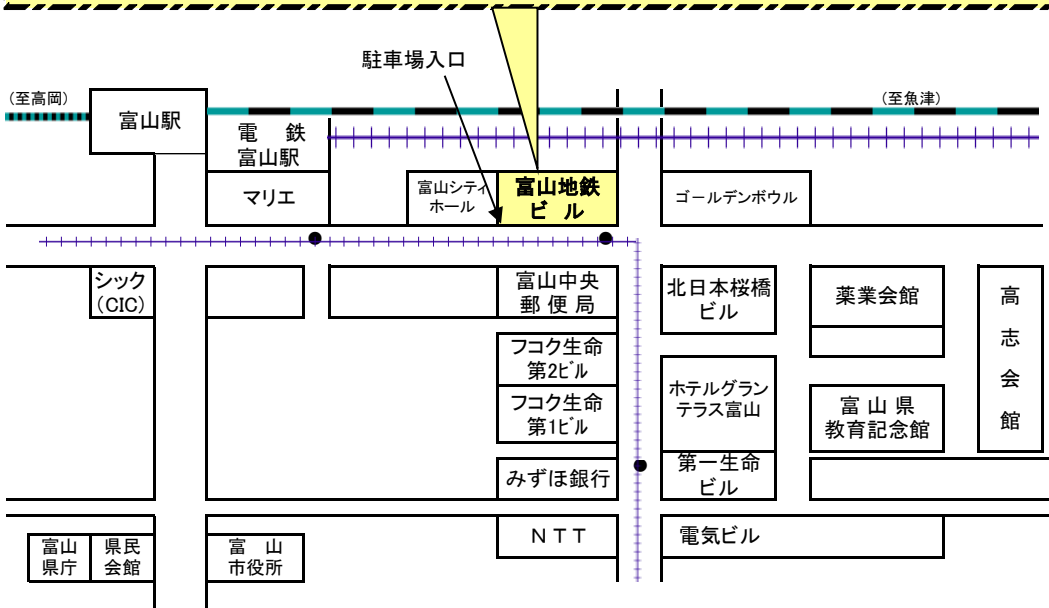 駐車場入口
(至高岡)
(至魚津)
富山駅
電　鉄
富山駅
マリエ
富山シティ
ホール
富山地鉄
ビ　ル
ゴールデンボウル
シック
(CIC)
富山中央
郵 便 局
北日本桜橋
ビル
薬業会館
高
志
会
館
フコク生命
第2ビル
フコク生命
第1ビル
ホテルグラン
テラス富山
富 山 県
教育記念館
みずほ銀行
第一生命
ビル
富山
県庁
県民
会館
富　山
市役所
ＮＴＴ
電気ビル